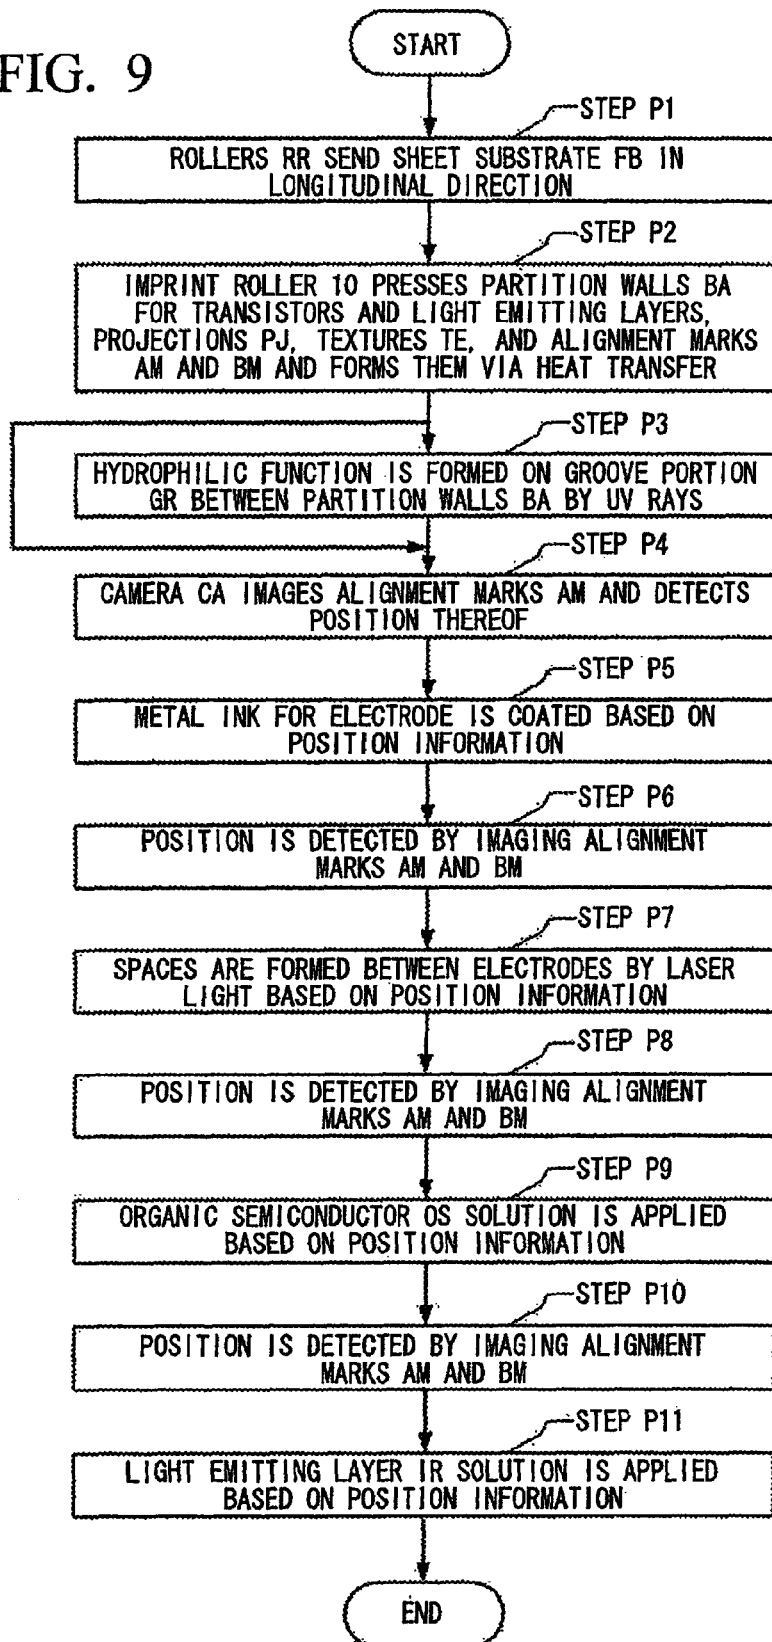 FIG. 9
START
STEP P1
ROLLERS RR SEND SHEET SUBSTRATE FB IN
LONGITUDINAL DIRECTION
STEP P2
IMPRINT ROLLER 10 PRESSES PARTITION WALLS BA
FOR TRANSISTORS AND LIGHT EMITTING LAYERS,
PROJECTIONS PJ, TEXTURES TE, AND ALIGNMENT MARKS
AM AND BM AND FORMS THEM VIA HEAT TRANSFER
STEP P3
HYDROPHILIC FUNCTION IS FORMED ON GROOVE PORTION
GR BETWEEN PARTITION WALLS BA BY UV RAYS
STEP P4
CAMERA CA IMAGES ALIGNMENT MARKS AM AND DETECTS
POSITION THEREOF
STEP P5
METAL INK FOR ELECTRODE IS COATED BASED ON
POSITION INFORMATION
STEP P6
POSITION IS DETECTED BY IMAGING ALIGNMENT
MARKS AM AND BM
STEP P7
SPACES ARE FORMED BETWEEN ELECTRODES BY LASER
LIGHT BASED ON POSITION INFORMATION
STEP P8
POSITION IS DETECTED BY IMAGING ALIGNMENT
MARKS AM AND BM
STEP P9
ORGANIC SEMICONDUCTOR OS SOLUTION IS APPLIED
BASED ON POSITION INFORMATION
STEP P10
POSITION IS DETECTED BY IMAGING ALIGNMENT
MARKS AM AND BM
STEP P11
LIGHT EMITTING LAYER IR SOLUTION IS APPLIED
BASED ON POSITION INFORMATION
END